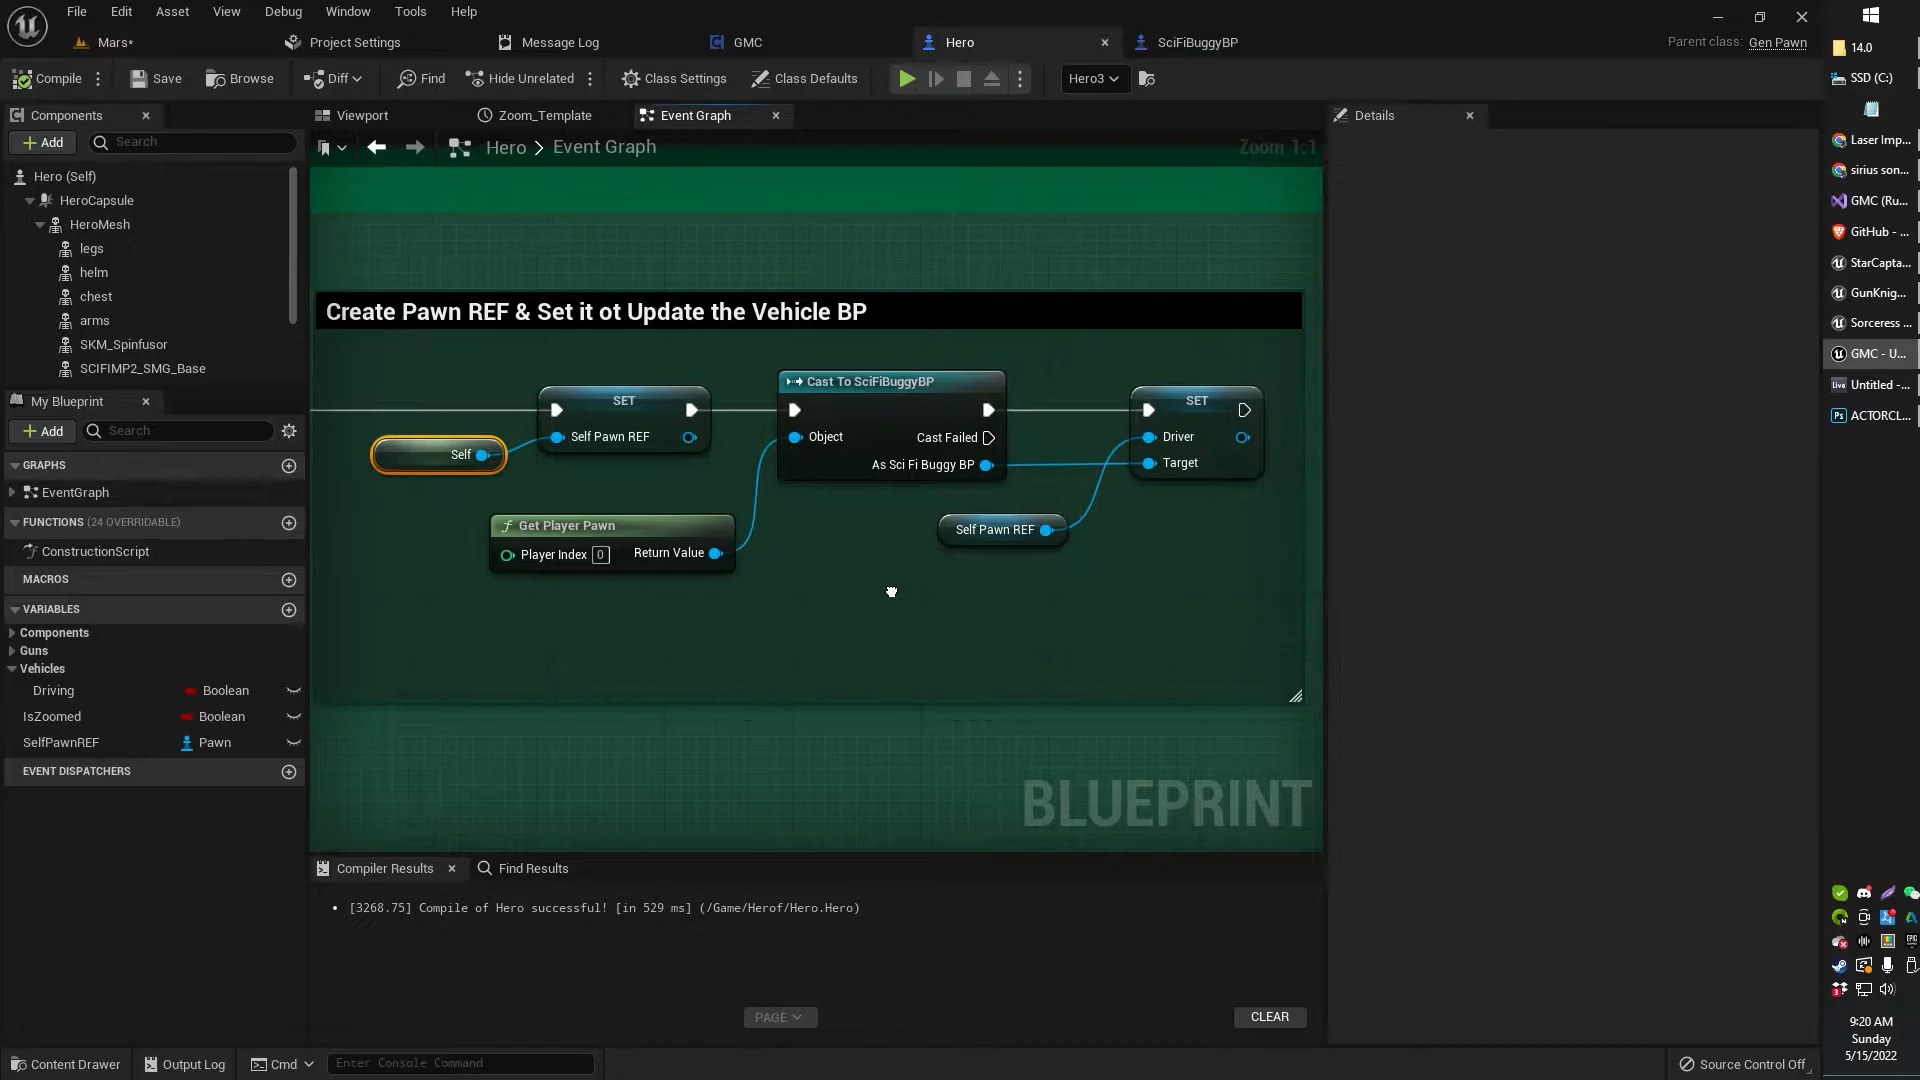 File Edit Asset View Debug Window Tools Help
Mars* Project Settings Message Log GMC Hero SciFiBuggyBP Parent class: Gen Pawn
Compile Save Browse Diff Find Hide Unrelated Class Settings Class Defaults Hero3
Components Viewport Zoom_Template Event Graph Details
Add Search
Hero > Event Graph Zoom 1:1
Hero (Self)
HeroCapsule
HeroMesh
legs
helm
chest
arms
SKM_Spinfusor
SCIFIMP2_SMG_Base
My Blueprint
Add Search
GRAPHS
EventGraph
FUNCTIONS (24 OVERRIDABLE)
ConstructionScript
MACROS
VARIABLES
Components
Guns
Vehicles
Driving Boolean
IsZoomed Boolean
SelfPawnREF Pawn
EVENT DISPATCHERS
Create Pawn REF & Set it ot Update the Vehicle BP
Self
SET
Self Pawn REF
Get Player Pawn
Player Index 0 Return Value
Cast To SciFiBuggyBP
Object Cast Failed
As Sci Fi Buggy BP
Self Pawn REF
SET
Driver
Target
BLUEPRINT
Compiler Results Find Results
[3268.75] Compile of Hero successful! [in 529 ms] (/Game/Herof/Hero.Hero)
PAGE CLEAR
Content Drawer Output Log Cmd Enter Console Command Source Control Off
14.0
SSD (C:)
Laser Imp...
sirius son...
GMC (Ru...
GitHub - ...
StarCapta...
GunKnig...
Sorceress ...
GMC - U...
Untitled -...
ACTORCL...
9:20 AM
Sunday
5/15/2022